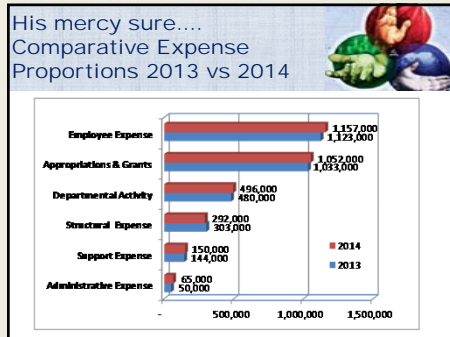 His mercy sure....
Comparative Expense
Proportions 2013 vs 2014
Employee Expense
1,157,000
1,123,000
Appropriations & Grants
1,052,000
1,033,000
Departmental Activity
496,000
480,000
Structural Expense
292,000
303,000
Support Expense
150,000
144,000
Administrative Expense
65,000
50,000
2014
2013
- 500,000 1,000,000 1,500,000